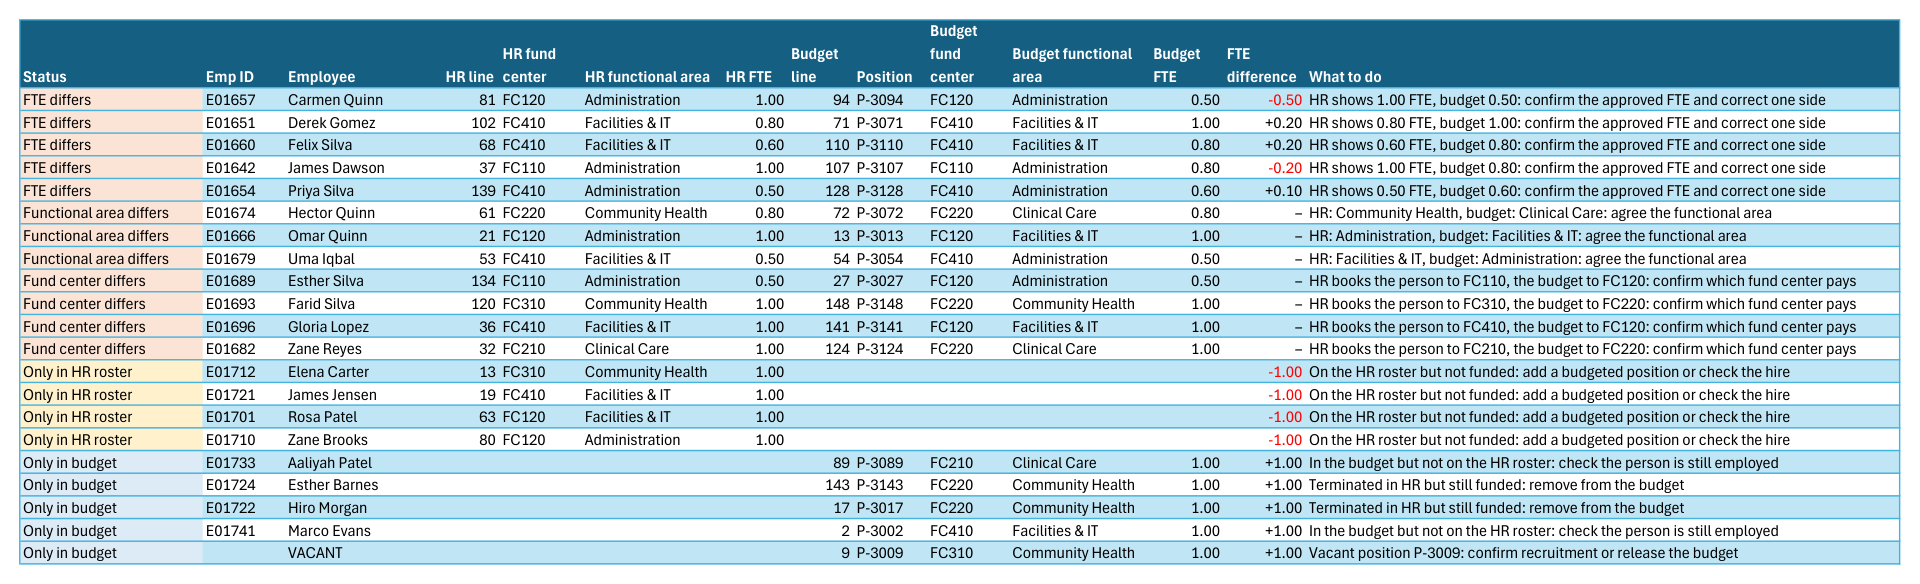 Status Emp ID Employee HR line HR fund center HR functional area HR FTE Budget line Position Budget fund center Budget functional area Budget FTE FTE difference What to do
FTE differs E01657 Carmen Quinn 81 FC120 Administration 1.00 94 P-3094 FC120 Administration 0.50 -0.50 HR shows 1.00 FTE, budget 0.50: confirm the approved FTE and correct one side
FTE differs E01651 Derek Gomez 102 FC410 Facilities & IT 0.80 71 P-3071 FC410 Facilities & IT 1.00 +0.20 HR shows 0.80 FTE, budget 1.00: confirm the approved FTE and correct one side
FTE differs E01660 Felix Silva 68 FC410 Facilities & IT 0.60 110 P-3110 FC410 Facilities & IT 0.80 +0.20 HR shows 0.60 FTE, budget 0.80: confirm the approved FTE and correct one side
FTE differs E01642 James Dawson 37 FC110 Administration 1.00 107 P-3107 FC110 Administration 0.80 -0.20 HR shows 1.00 FTE, budget 0.80: confirm the approved FTE and correct one side
FTE differs E01654 Priya Silva 139 FC410 Administration 0.50 128 P-3128 FC410 Administration 0.60 +0.10 HR shows 0.50 FTE, budget 0.60: confirm the approved FTE and correct one side
Functional area differs E01674 Hector Quinn 61 FC220 Community Health 0.80 72 P-3072 FC220 Clinical Care 0.80 – HR: Community Health, budget: Clinical Care: agree the functional area
Functional area differs E01666 Omar Quinn 21 FC120 Administration 1.00 13 P-3013 FC120 Facilities & IT 1.00 – HR: Administration, budget: Facilities & IT: agree the functional area
Functional area differs E01679 Uma Iqbal 53 FC410 Facilities & IT 0.50 54 P-3054 FC410 Administration 0.50 – HR: Facilities & IT, budget: Administration: agree the functional area
Fund center differs E01689 Esther Silva 134 FC110 Administration 0.50 27 P-3027 FC120 Administration 0.50 – HR books the person to FC110, the budget to FC120: confirm which fund center pays
Fund center differs E01693 Farid Silva 120 FC310 Community Health 1.00 148 P-3148 FC220 Community Health 1.00 – HR books the person to FC310, the budget to FC220: confirm which fund center pays
Fund center differs E01696 Gloria Lopez 36 FC410 Facilities & IT 1.00 141 P-3141 FC120 Facilities & IT 1.00 – HR books the person to FC410, the budget to FC120: confirm which fund center pays
Fund center differs E01682 Zane Reyes 32 FC210 Clinical Care 1.00 124 P-3124 FC220 Clinical Care 1.00 – HR books the person to FC210, the budget to FC220: confirm which fund center pays
Only in HR roster E01712 Elena Carter 13 FC310 Community Health 1.00 -1.00 On the HR roster but not funded: add a budgeted position or check the hire
Only in HR roster E01721 James Jensen 19 FC410 Facilities & IT 1.00 -1.00 On the HR roster but not funded: add a budgeted position or check the hire
Only in HR roster E01701 Rosa Patel 63 FC120 Facilities & IT 1.00 -1.00 On the HR roster but not funded: add a budgeted position or check the hire
Only in HR roster E01710 Zane Brooks 80 FC120 Administration 1.00 -1.00 On the HR roster but not funded: add a budgeted position or check the hire
Only in budget E01733 Aaliyah Patel 89 P-3089 FC210 Clinical Care 1.00 +1.00 In the budget but not on the HR roster: check the person is still employed
Only in budget E01724 Esther Barnes 143 P-3143 FC220 Community Health 1.00 +1.00 Terminated in HR but still funded: remove from the budget
Only in budget E01722 Hiro Morgan 17 P-3017 FC220 Community Health 1.00 +1.00 Terminated in HR but still funded: remove from the budget
Only in budget E01741 Marco Evans 2 P-3002 FC410 Facilities & IT 1.00 +1.00 In the budget but not on the HR roster: check the person is still employed
Only in budget VACANT 9 P-3009 FC310 Community Health 1.00 +1.00 Vacant position P-3009: confirm recruitment or release the budget